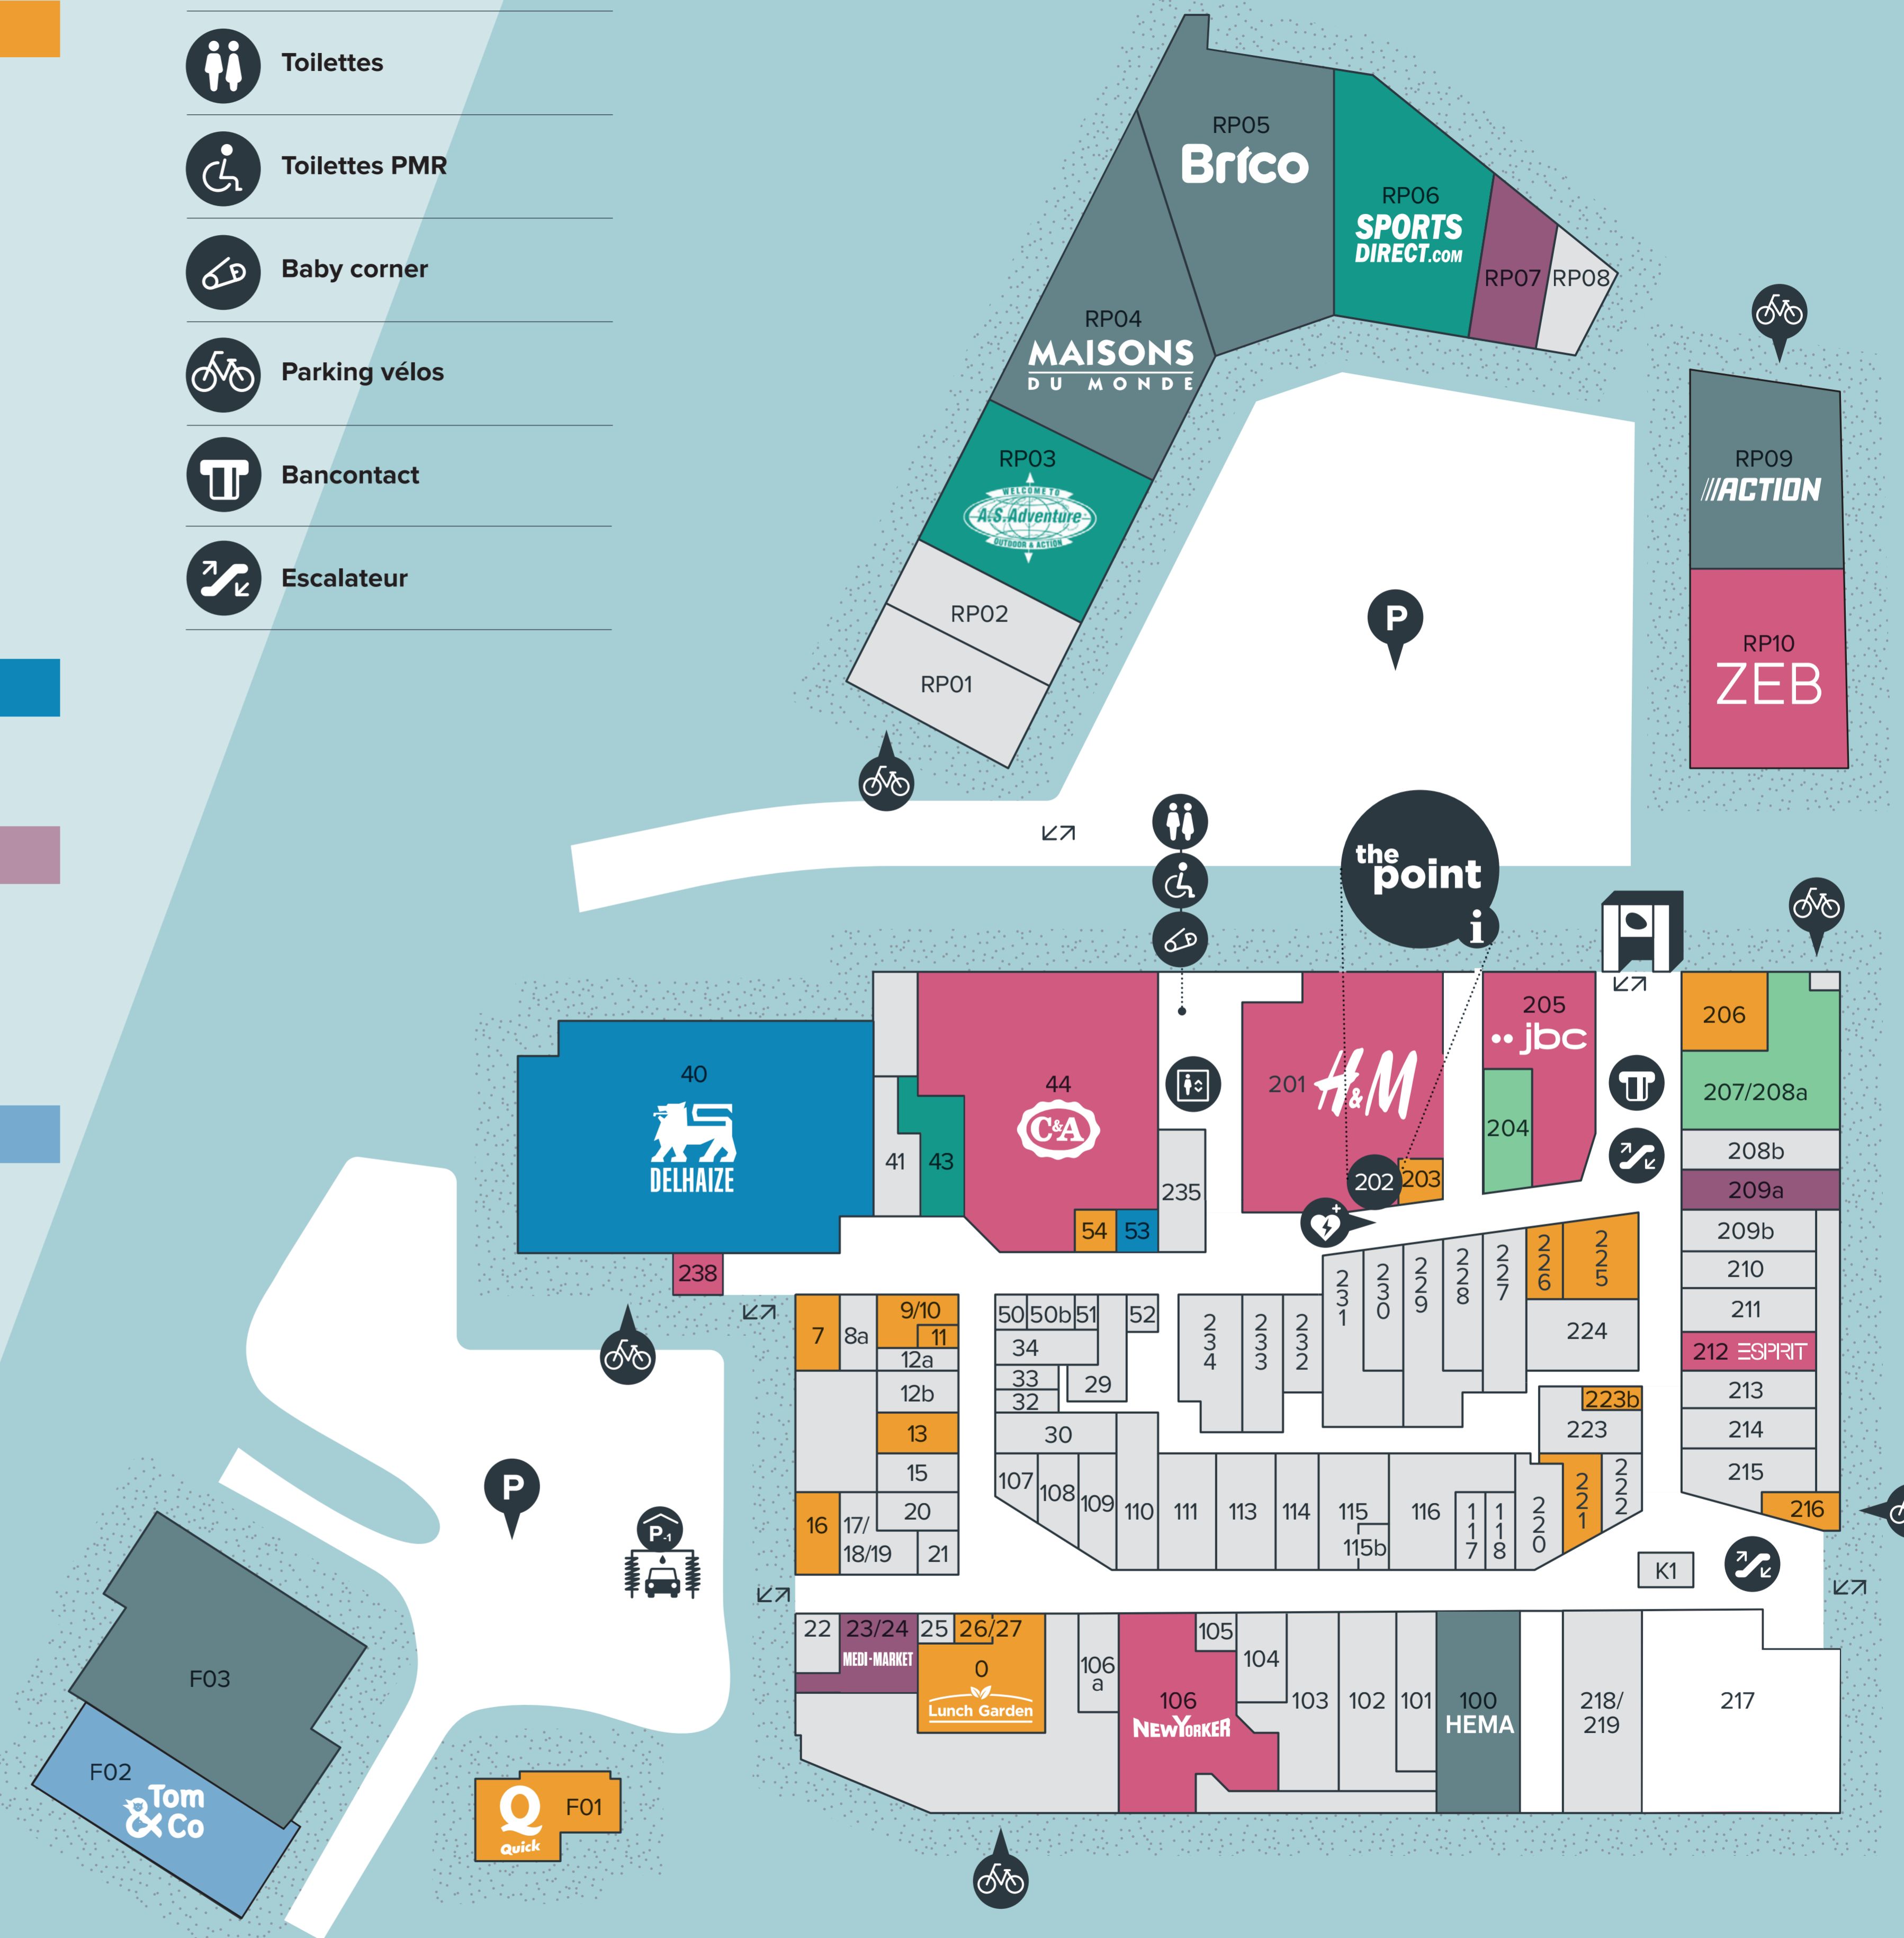 Toilettes
Toilettes PMR
Baby corner
Parking vélos
Bancontact
Escalateur
RP05
Brico
RP06
SPORTS
DIRECT.COM
RP07
RP08
RP04
MAISONS
DU MONDE
RP03
WELCOME TO
A.S.Adventure
OUTDOOR & ACTION
RP02
RP01
P
RP09
///ACTION
RP10
ZEB
the
point
i
40
DELHAIZE
41
43
44
C&A
54
53
235
201
H&M
202
203
205
jbc
204
206
207/208a
208b
209a
209b
210
211
212 ESPRIT
213
214
215
216
238
7
8a
9/10
11
12a
12b
13
15
16
17/
18/19
20
21
50
50b
51
52
34
33
32
29
30
107
108
109
110
111
113
114
115
115b
116
117
118
220
221
222
223
223b
224
225
226
227
228
229
230
231
232
233
234
K1
P
P-1
22
23/24
MEDI-MARKET
25
26/27
0
Lunch Garden
106
a
106
NEWYORKER
105
104
103
102
101
100
HEMA
218/
219
217
F03
F02
Tom
&Co
Q
Quick
F01